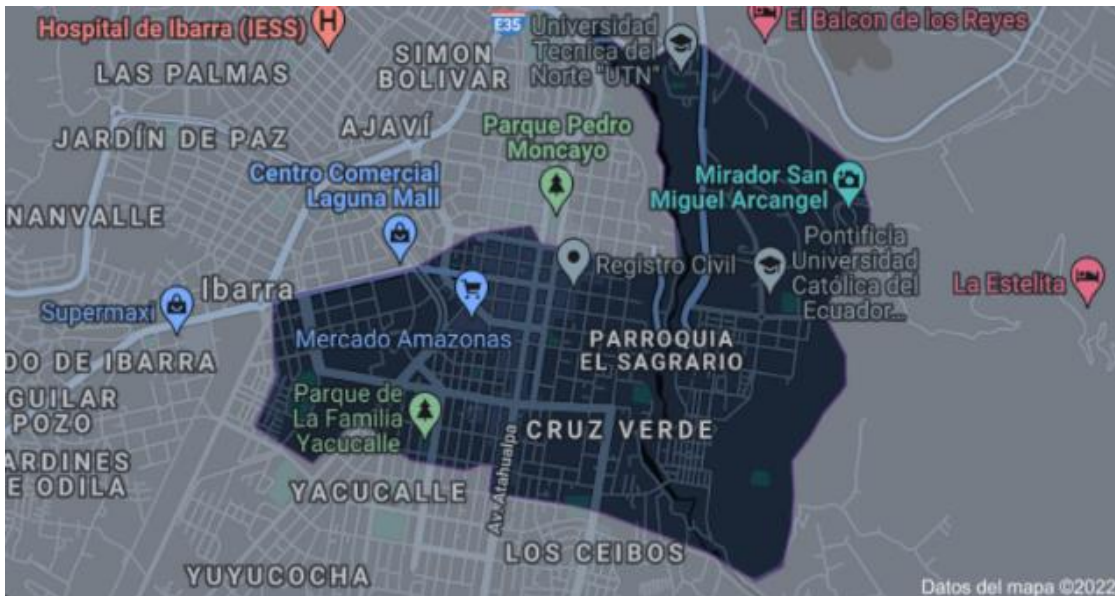 Hospital de Ibarra (IESS)
E35
Universidad
Tecnica del
Norte "UTN"
El Balcon de los Reyes
SIMON
BOLIVAR
LAS PALMAS
JARDÍN DE PAZ
AJAVÍ
Parque Pedro
Moncayo
Centro Comercial
Laguna Mall
Mirador San
Miguel Arcangel
NANVALLE
Pontificia
Universidad
Católica del
Ecuador...
Registro Civil
La Estelita
Ibarra
Supermaxi
Mercado Amazonas
PARROQUIA
EL SAGRARIO
DO DE IBARRA
GUILAR
POZO
Parque de
La Familia
Yacucalle
CRUZ VERDE
ARDINES
E ODILA
YACUCALLE
Av. Atahualpa
LOS CEIBOS
YUYUCOCHA
Datos del mapa ©2022